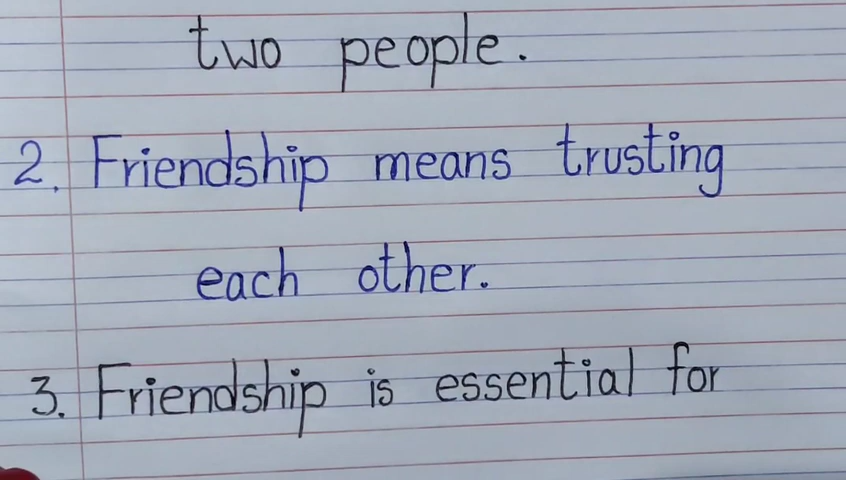 two people.
2. Friendship means trusting
each other.
3. Friendship is essential for